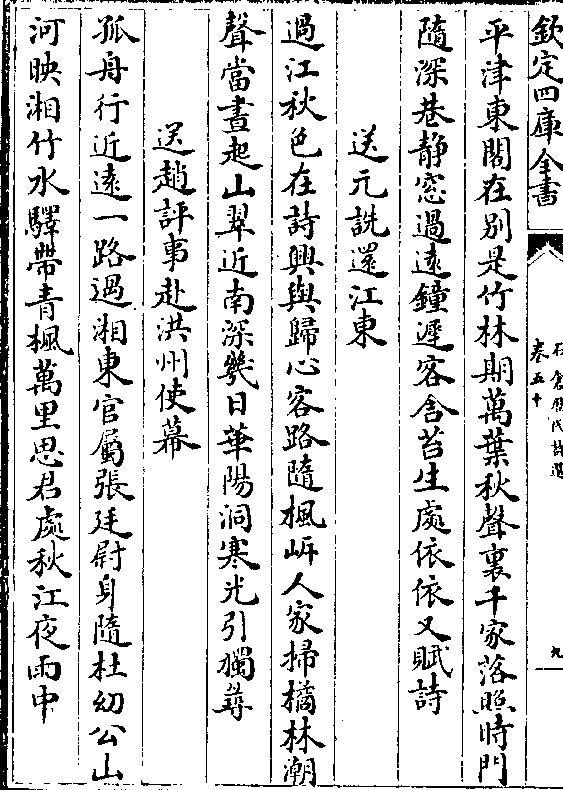 欽定四庫全書
石倉歷代詩選
卷五十
九
平津東閣在别是竹林期萬葉秋聲裏千家落照時門
隨深巷静窓過遠鐘遲客舍苔生處依依又賦詩
送元詵還江東
過江秋色在詩興與歸心客路隨楓岍人家掃橘林潮
聲當晝起山翠近南深幾日華陽洞寒光引獨尋
送趙評事赴洪州使幕
孤舟行近遠一路過湘東官屬張廷尉身隨杜幼公山
河映湘竹水驛帶青楓萬里思君處秋江夜雨中